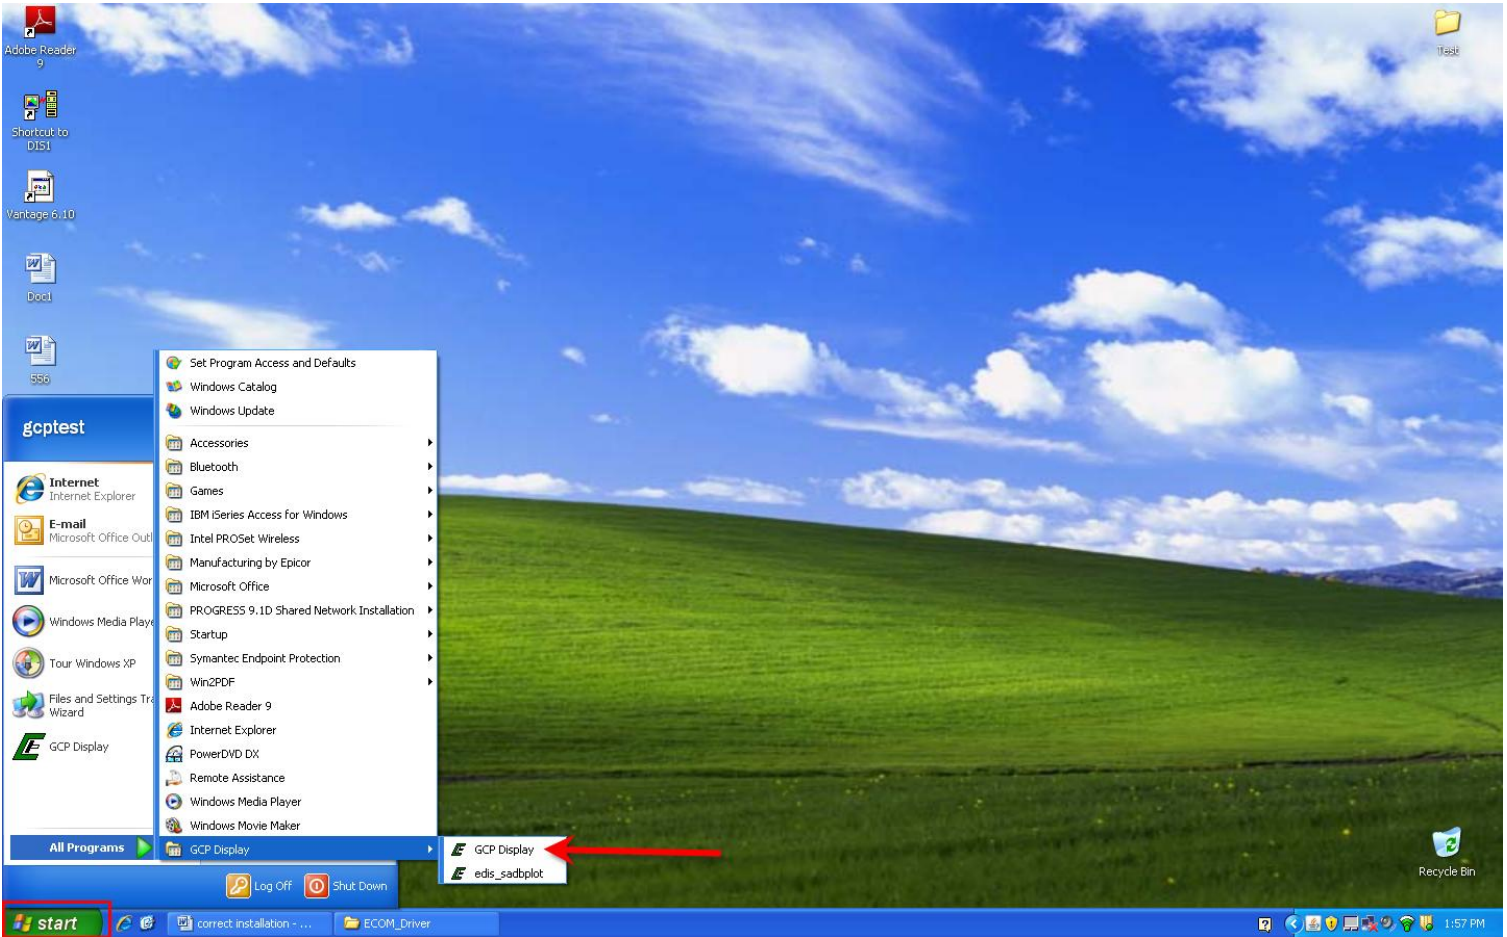 Adobe Reader
9
Test
Shortcut to
DIS1
Vantage 6.10
Doc1
556
gcptest
Internet
Internet Explorer
E-mail
Microsoft Office Outl
Microsoft Office Wor
Windows Media Playe
Tour Windows XP
Files and Settings Tra
Wizard
GCP Display
All Programs
Set Program Access and Defaults
Windows Catalog
Windows Update
Accessories
Bluetooth
Games
IBM iSeries Access for Windows
Intel PROSet Wireless
Manufacturing by Epicor
Microsoft Office
PROGRESS 9.1D Shared Network Installation
Startup
Symantec Endpoint Protection
Win2PDF
Adobe Reader 9
Internet Explorer
PowerDVD DX
Remote Assistance
Windows Media Player
Windows Movie Maker
GCP Display
GCP Display
edis_sadbplot
Log Off
Shut Down
Recycle Bin
start
correct installation - ...
ECOM_Driver
1:57 PM